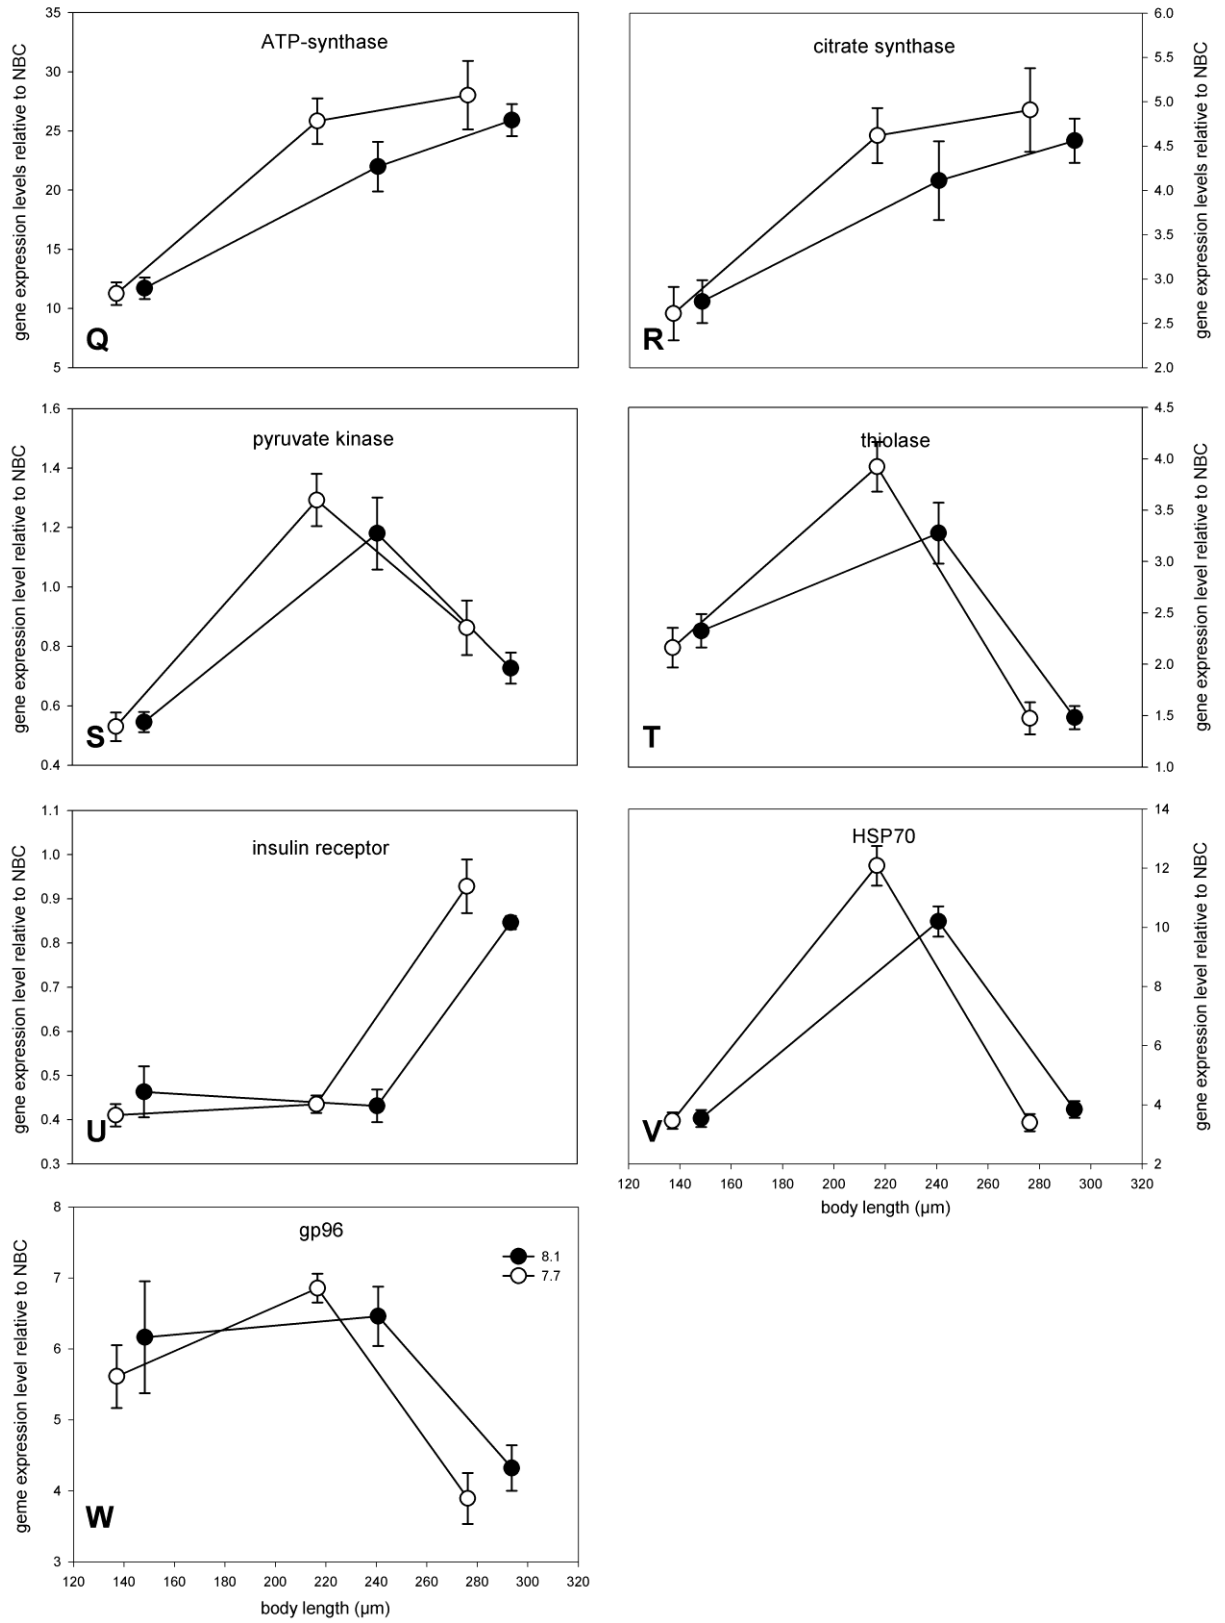 ATP-synthase
gene expression levels relative to NBC
35
30
25
20
15
10
5
Q
citrate synthase
gene expression levels relative to NBC
6.0
5.5
5.0
4.5
4.0
3.5
3.0
2.5
2.0
R
pyruvate kinase
gene expression level relative to NBC
1.6
1.4
1.2
1.0
0.8
0.6
0.4
S
thiolase
gene expression level relative to NBC
4.5
4.0
3.5
3.0
2.5
2.0
1.5
1.0
T
insulin receptor
gene expression level relative to NBC
1.1
1.0
0.9
0.8
0.7
0.6
0.5
0.4
0.3
U
HSP70
gene expression level relative to NBC
14
12
10
8
6
4
2
V
120 140 160 180 200 220 240 260 280 300 320
body length (µm)
gp96
geme expression level relative to NBC
8
7
6
5
4
3
8.1
7.7
W
120 140 160 180 200 220 240 260 280 300 320
body length (µm)